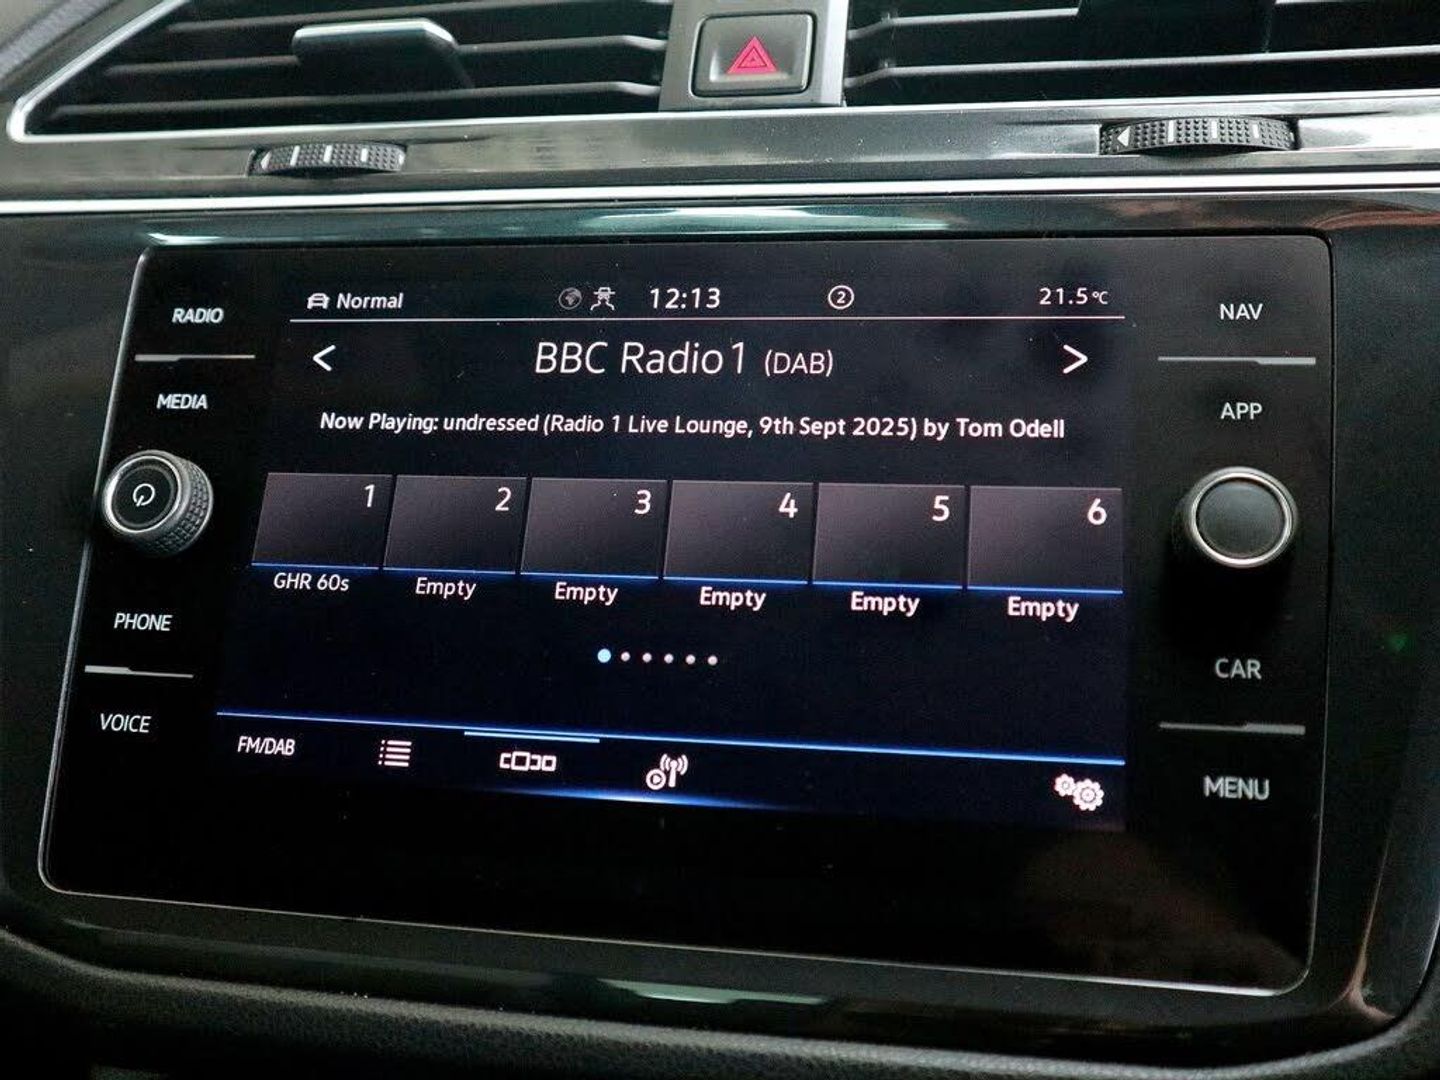 RADIO
MEDIA
PHONE
VOICE
Normal
12:13
2
21.5°C
< BBC Radio 1 (DAB) >
Now Playing: undressed (Radio 1 Live Lounge, 9th Sept 2025) by Tom Odell
1 2 3 4 5 6
GHR 60s Empty Empty Empty Empty Empty
FM/DAB
NAV
APP
CAR
MENU